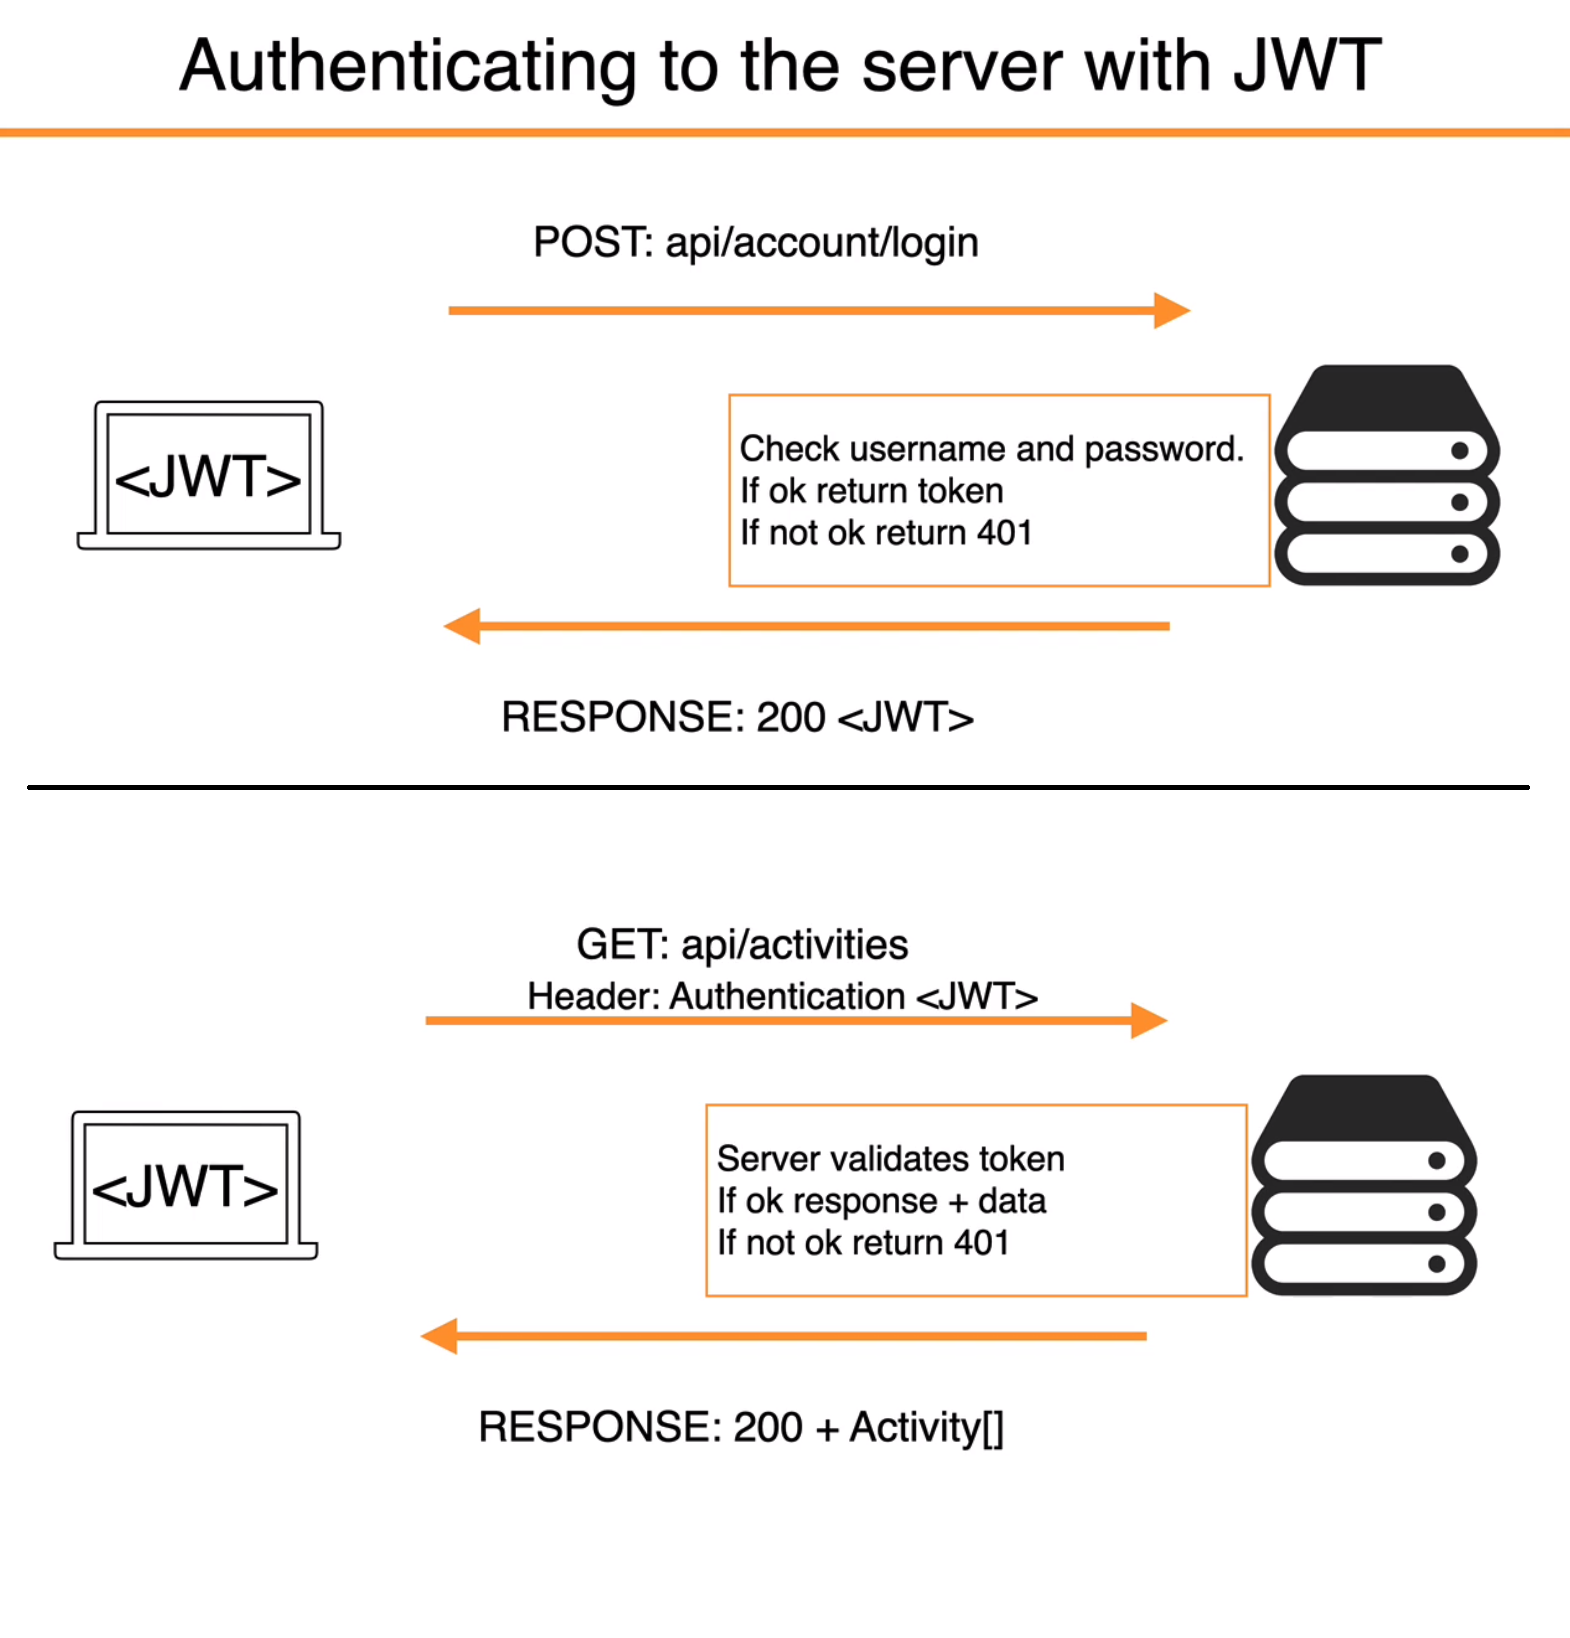 Authenticating to the server with JWT
POST: api/account/login
<JWT>
Check username and password.
If ok return token
If not ok return 401
RESPONSE: 200 <JWT>
GET: api/activities
Header: Authentication <JWT>
<JWT>
Server validates token
If ok response + data
If not ok return 401
RESPONSE: 200 + Activity[]